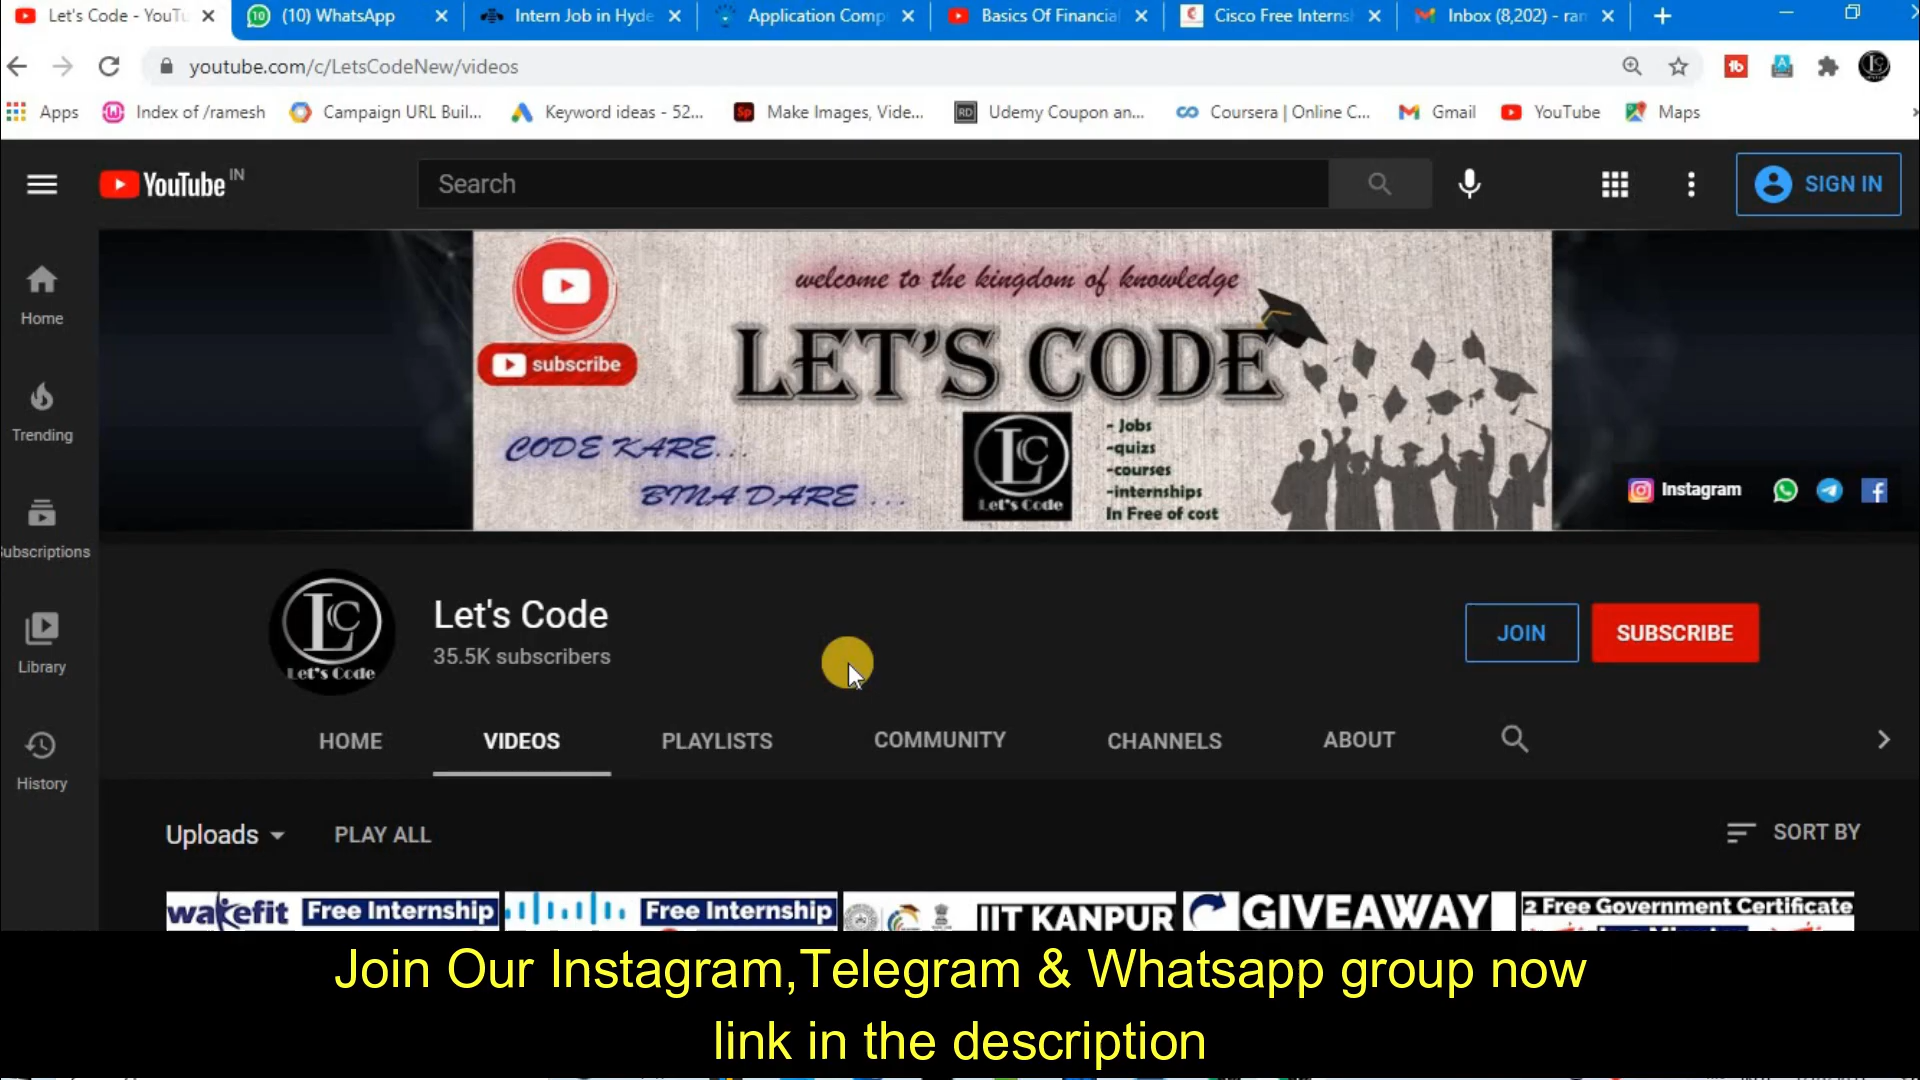 Let's Code - YouTu
(10) WhatsApp
Intern Job in Hyde
Application Comp
Basics Of Financia
Cisco Free Interns
Inbox (8,202) - ran
youtube.com/c/LetsCodeNew/videos
Apps
Index of /ramesh
Campaign URL Buil...
Keyword ideas - 52...
Make Images, Vide...
Udemy Coupon an...
Coursera | Online C...
Gmail
YouTube
Maps
YouTube IN
Search
SIGN IN
Home
Trending
Subscriptions
Library
History
welcome to the kingdom of knowledge
subscribe
LET'S CODE
CODE KARE...
BINA DARE ...
LC
Let's Code
- Jobs
-quizs
-courses
-internships
In Free of cost
Instagram
LC
Let's Code
Let's Code
35.5K subscribers
JOIN
SUBSCRIBE
HOME
VIDEOS
PLAYLISTS
COMMUNITY
CHANNELS
ABOUT
Uploads
PLAY ALL
SORT BY
wakefit Free Internship
Free Internship
IIT KANPUR
GIVEAWAY
2 Free Government Certificate
Join Our Instagram,Telegram & Whatsapp group now
link in the description